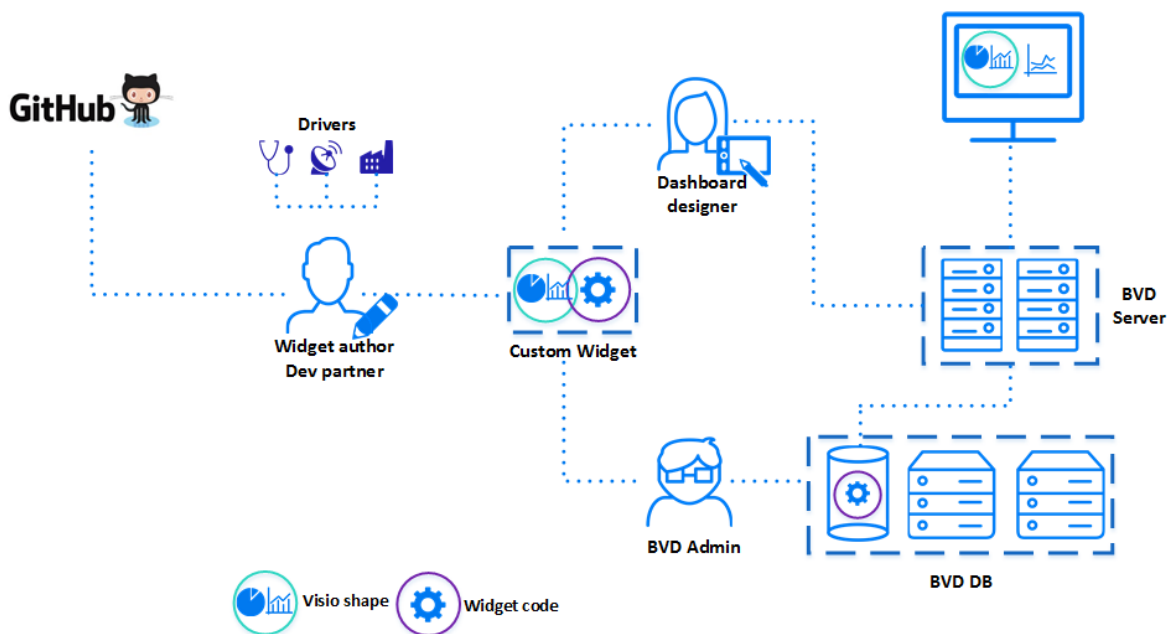 GitHub
Drivers
Dashboard
designer
BVD
Server
Widget author
Dev partner
Custom Widget
BVD Admin
BVD DB
Visio shape
Widget code